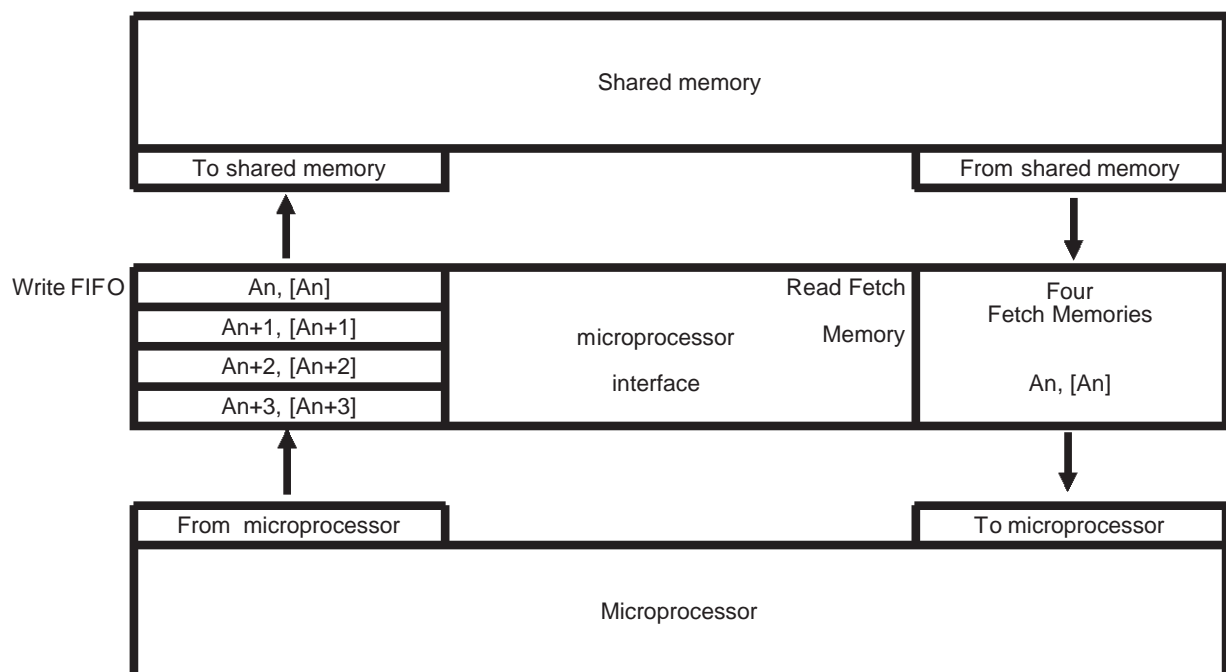 Shared memory
To shared memory
From shared memory
Write FIFO
An, [An]
An+1, [An+1]
An+2, [An+2]
An+3, [An+3]
microprocessor
interface
Read Fetch
Memory
Four
Fetch Memories
An, [An]
From microprocessor
To microprocessor
Microprocessor